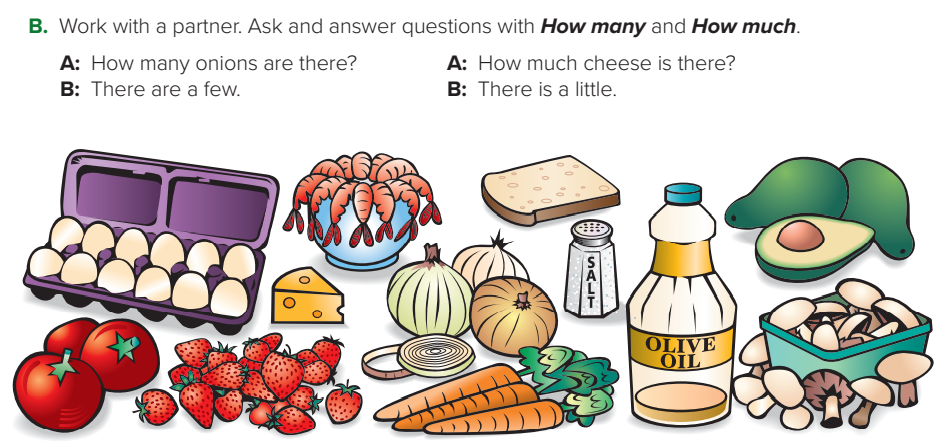 B. Work with a partner. Ask and answer questions with How many and How much.
A: How many onions are there?
B: There are a few.
A: How much cheese is there?
B: There is a little.
SALT
OLIVE
OIL